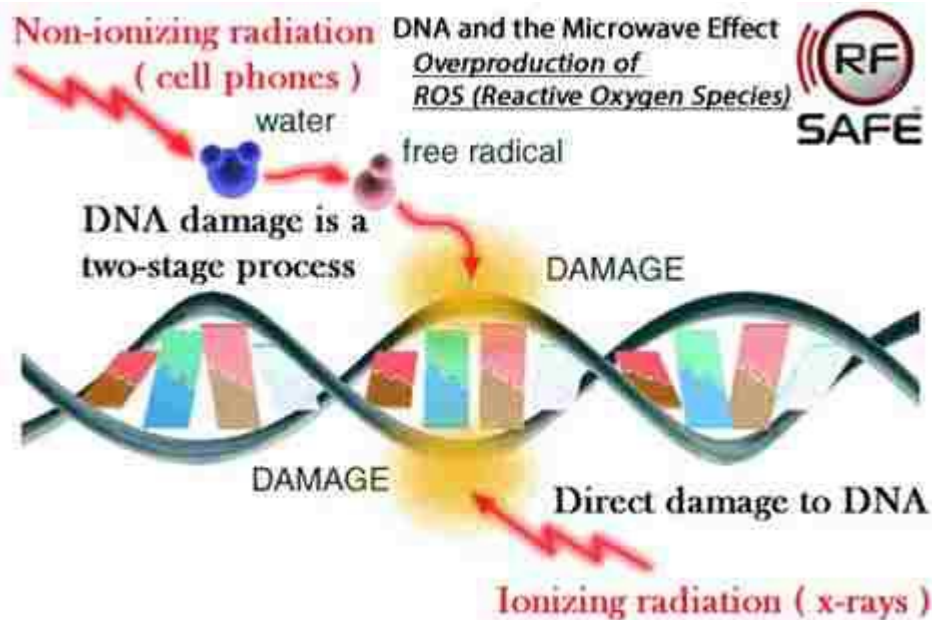 Non-ionizing radiation
( cell phones )
DNA and the Microwave Effect
Overproduction of
ROS (Reactive Oxygen Species)
RF
SAFE
water
free radical
DNA damage is a
two-stage process
DAMAGE
DAMAGE
Direct damage to DNA
Ionizing radiation ( x-rays )